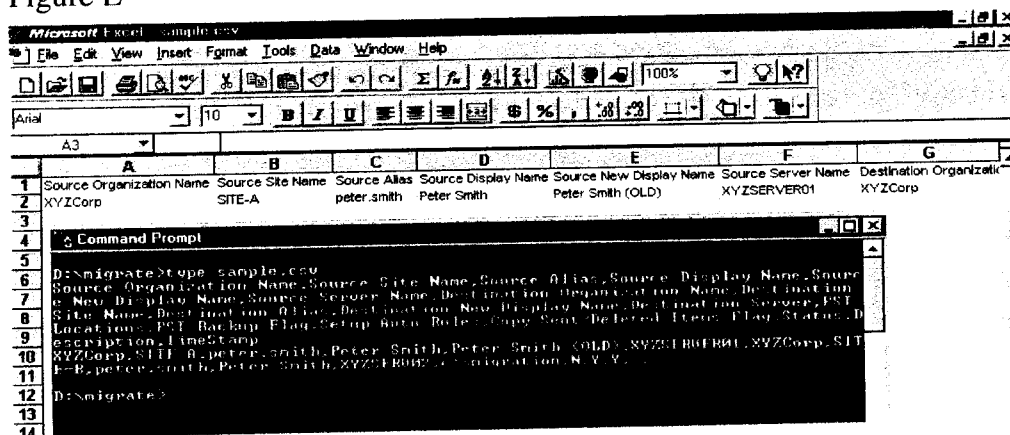 Figure E
Microsoft Excel sample.csv
File Edit View Insert Format Tools Data Window Help
100%
Arial 10 B I U $ % ,
A3
A B C D E F G
1 Source Organization Name Source Site Name Source Alias Source Display Name Source New Display Name Source Server Name Destination Organizatio
2 XYZCorp SITE-A peter.smith Peter Smith Peter Smith (OLD) XYZSERVER01 XYZCorp
3
4
5
6
7
8
9
10
11
12
13
14
Command Prompt
D:\migrate>type sample.csv
Source Organization Name,Source Site Name,Source Alias,Source Display Name,Sourc
e New Display Name,Source Server Name,Destination Organization Name,Destination
Site Name,Destination Alias,Destination New Display Name,Destination Server,PST
Locations,PST Backup Flag,Setup Auto Rules,Copy Sent/Deleted Items Flag,Status,D
escription,TimeStamp
XYZCorp,SITE-A,peter.smith,Peter Smith,Peter Smith (OLD),XYZSERVER01,XYZCorp,SIT
E-B,peter.smith,Peter Smith,XYZSERVER02, migration,N,Y,Y,
D:\migrate>